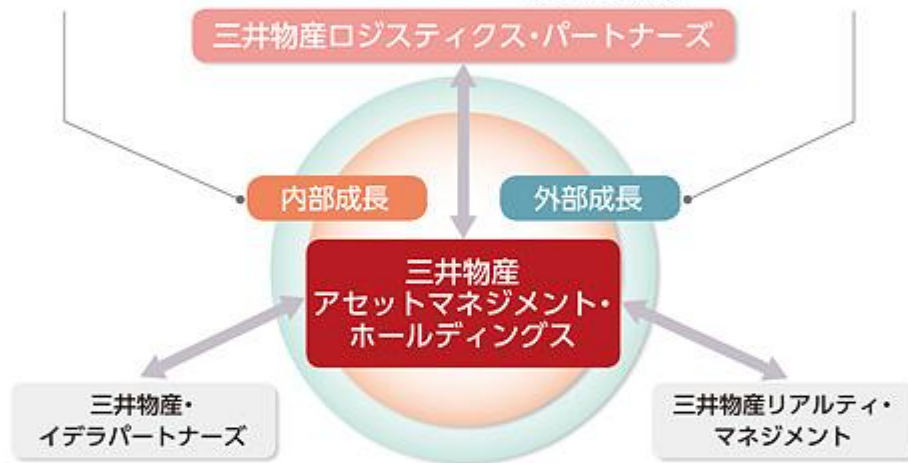 三井物産ロジスティクス・パートナーズ
内部成長
外部成長
三井物産
アセットマネジメント・
ホールディングス
三井物産・
イデラパートナーズ
三井物産リアルティ・
マネジメント